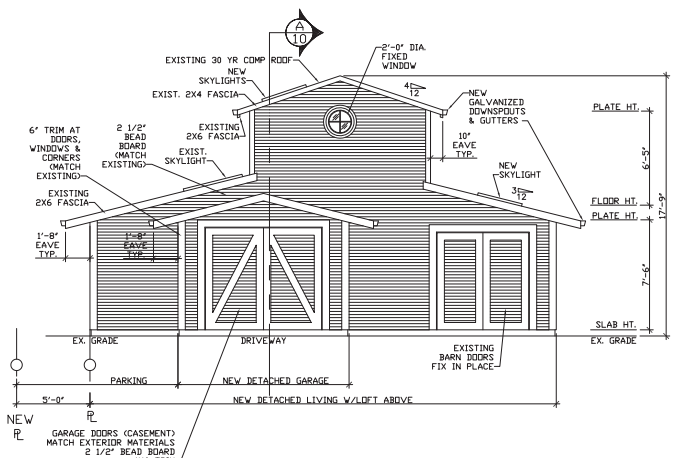 A
10
EXISTING 30 YR COMP ROOF
2'-0" DIA.
FIXED
WINDOW
NEW
SKYLIGHTS
EXIST. 2X4 FASCIA
4
12
NEW
GALVANIZED
DOWNSPOUTS
& GUTTERS
PLATE HT.
6" TRIM AT
DOORS,
WINDOWS &
CORNERS
(MATCH
EXISTING)
2 1/2"
BEAD
BOARD
(MATCH
EXISTING)
EXISTING
2X6 FASCIA
EXIST.
SKYLIGHT
10"
EAVE
TYP.
NEW
SKYLIGHT
3
12
6'-5"
17'-9"
EXISTING
2X6 FASCIA
FLOOR HT.
PLATE HT.
1'-8"
EAVE
TYP.
1'-8"
EAVE
TYP.
7'-6"
SLAB HT.
EX. GRADE
DRIVEWAY
EX. GRADE
EXISTING
BARN DOORS
FIX IN PLACE
PARKING
NEW DETACHED GARAGE
5'-0"
NEW DETACHED LIVING W/LOFT ABOVE
NEW
PL
PL
GARAGE DOORS (CASEMENT)
MATCH EXTERIOR MATERIALS
2 1/2" BEAD BOARD